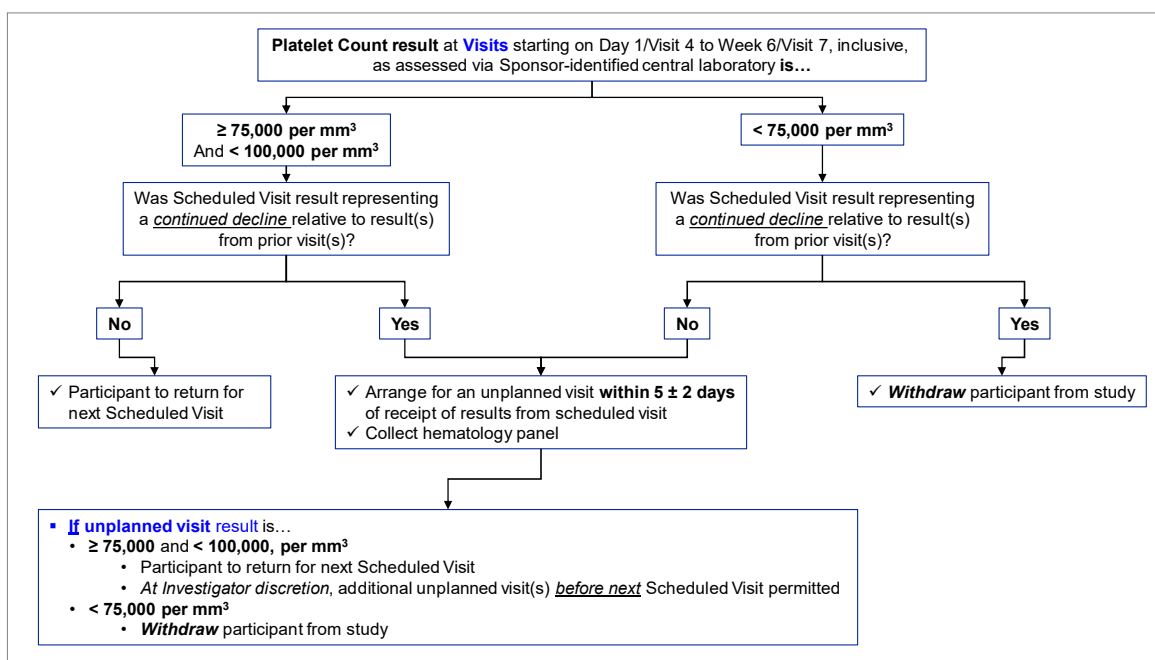 Platelet Count result at Visits starting on Day 1/Visit 4 to Week 6/Visit 7, inclusive,
as assessed via Sponsor-identified central laboratory is…
≥ 75,000 per mm³
And < 100,000 per mm³
< 75,000 per mm³
Was Scheduled Visit result representing
a continued decline relative to result(s)
from prior visit(s)?
Was Scheduled Visit result representing
a continued decline relative to result(s)
from prior visit(s)?
No
Yes
No
Yes
✓ Participant to return for
next Scheduled Visit
✓ Arrange for an unplanned visit within 5 ± 2 days
of receipt of results from scheduled visit
✓ Collect hematology panel
✓ Withdraw participant from study
▪ If unplanned visit result is…
• ≥ 75,000 and < 100,000, per mm³
• Participant to return for next Scheduled Visit
• At Investigator discretion, additional unplanned visit(s) before next Scheduled Visit permitted
• < 75,000 per mm³
• Withdraw participant from study